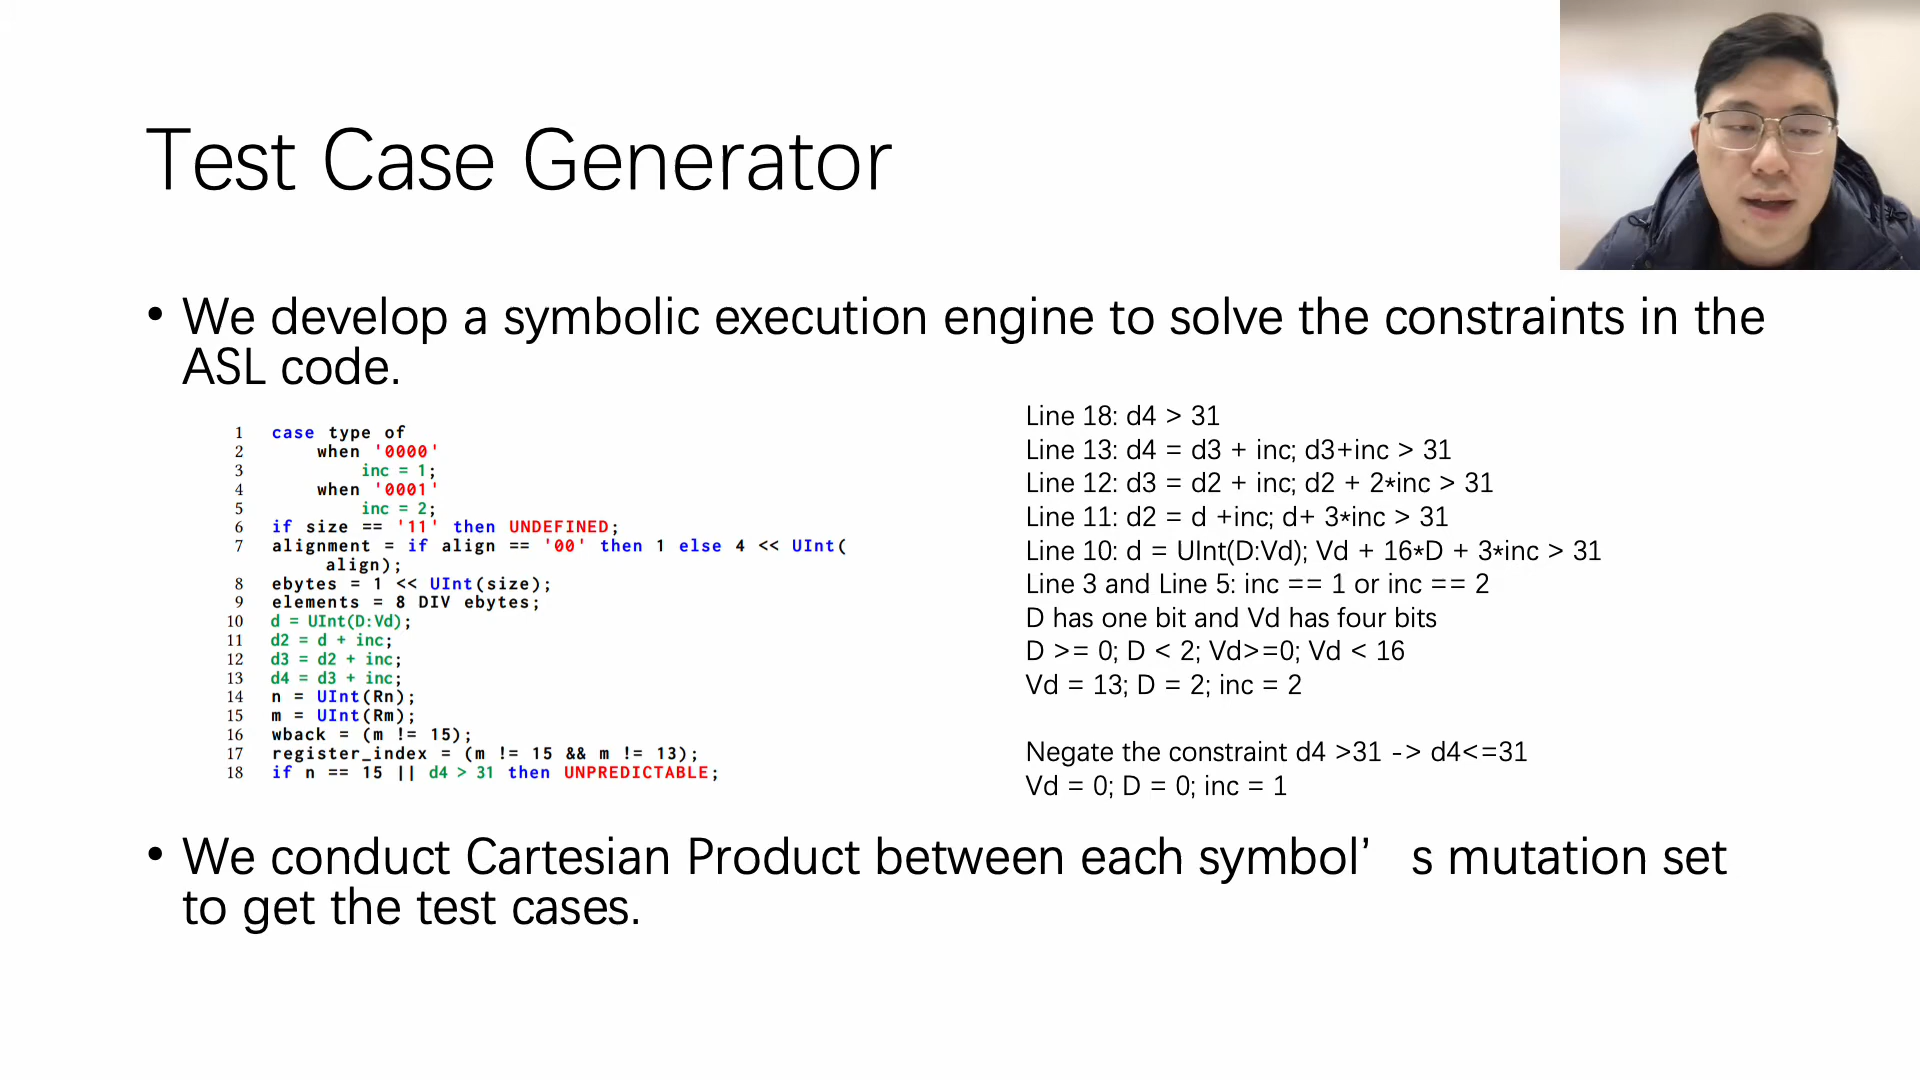 Test Case Generator
• We develop a symbolic execution engine to solve the constraints in the
ASL code.
1 case type of
2 when '0000'
3 inc = 1;
4 when '0001'
5 inc = 2;
6 if size == '11' then UNDEFINED;
7 alignment = if align == '00' then 1 else 4 << UInt(
align);
8 ebytes = 1 << UInt(size);
9 elements = 8 DIV ebytes;
10 d = UInt(D:Vd);
11 d2 = d + inc;
12 d3 = d2 + inc;
13 d4 = d3 + inc;
14 n = UInt(Rn);
15 m = UInt(Rm);
16 wback = (m != 15);
17 register_index = (m != 15 && m != 13);
18 if n == 15 || d4 > 31 then UNPREDICTABLE;
Line 18: d4 > 31
Line 13: d4 = d3 + inc; d3+inc > 31
Line 12: d3 = d2 + inc; d2 + 2*inc > 31
Line 11: d2 = d +inc; d+ 3*inc > 31
Line 10: d = UInt(D:Vd); Vd + 16*D + 3*inc > 31
Line 3 and Line 5: inc == 1 or inc == 2
D has one bit and Vd has four bits
D >= 0; D < 2; Vd>=0; Vd < 16
Vd = 13; D = 2; inc = 2
Negate the constraint d4 >31 -> d4<=31
Vd = 0; D = 0; inc = 1
• We conduct Cartesian Product between each symbol’ s mutation set
to get the test cases.